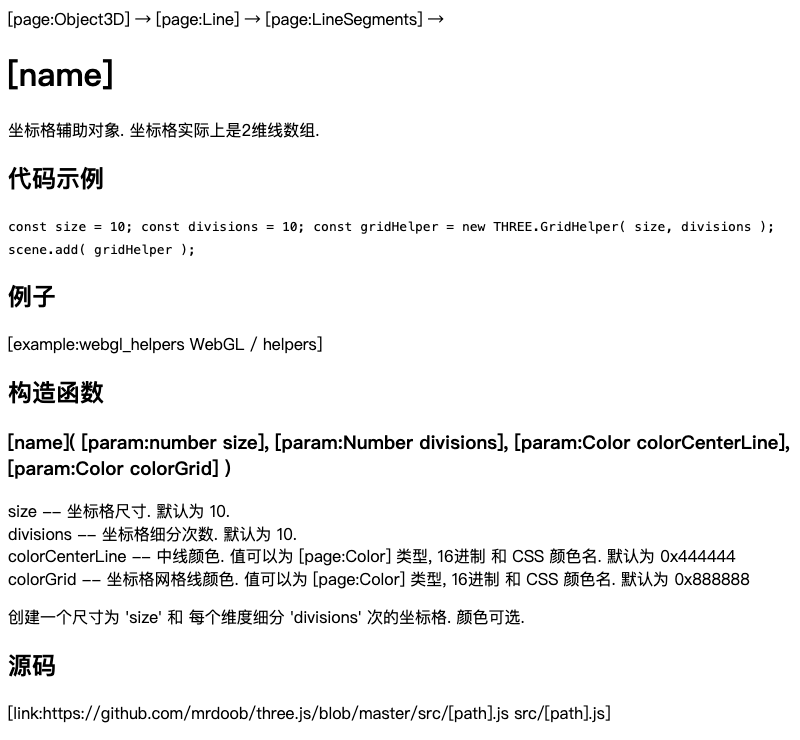 [page:Object3D] → [page:Line] → [page:LineSegments] →
[name]
坐标格辅助对象. 坐标格实际上是2维线数组.
代码示例
const size = 10; const divisions = 10; const gridHelper = new THREE.GridHelper( size, divisions );
scene.add( gridHelper );
例子
[example:webgl_helpers WebGL / helpers]
构造函数
[name]( [param:number size], [param:Number divisions], [param:Color colorCenterLine],
[param:Color colorGrid] )
size -- 坐标格尺寸. 默认为 10.
divisions -- 坐标格细分次数. 默认为 10.
colorCenterLine -- 中线颜色. 值可以为 [page:Color] 类型, 16进制 和 CSS 颜色名. 默认为 0x444444
colorGrid -- 坐标格网格线颜色. 值可以为 [page:Color] 类型, 16进制 和 CSS 颜色名. 默认为 0x888888
创建一个尺寸为 'size' 和 每个维度细分 'divisions' 次的坐标格. 颜色可选.
源码
[link:https://github.com/mrdoob/three.js/blob/master/src/[path].js src/[path].js]